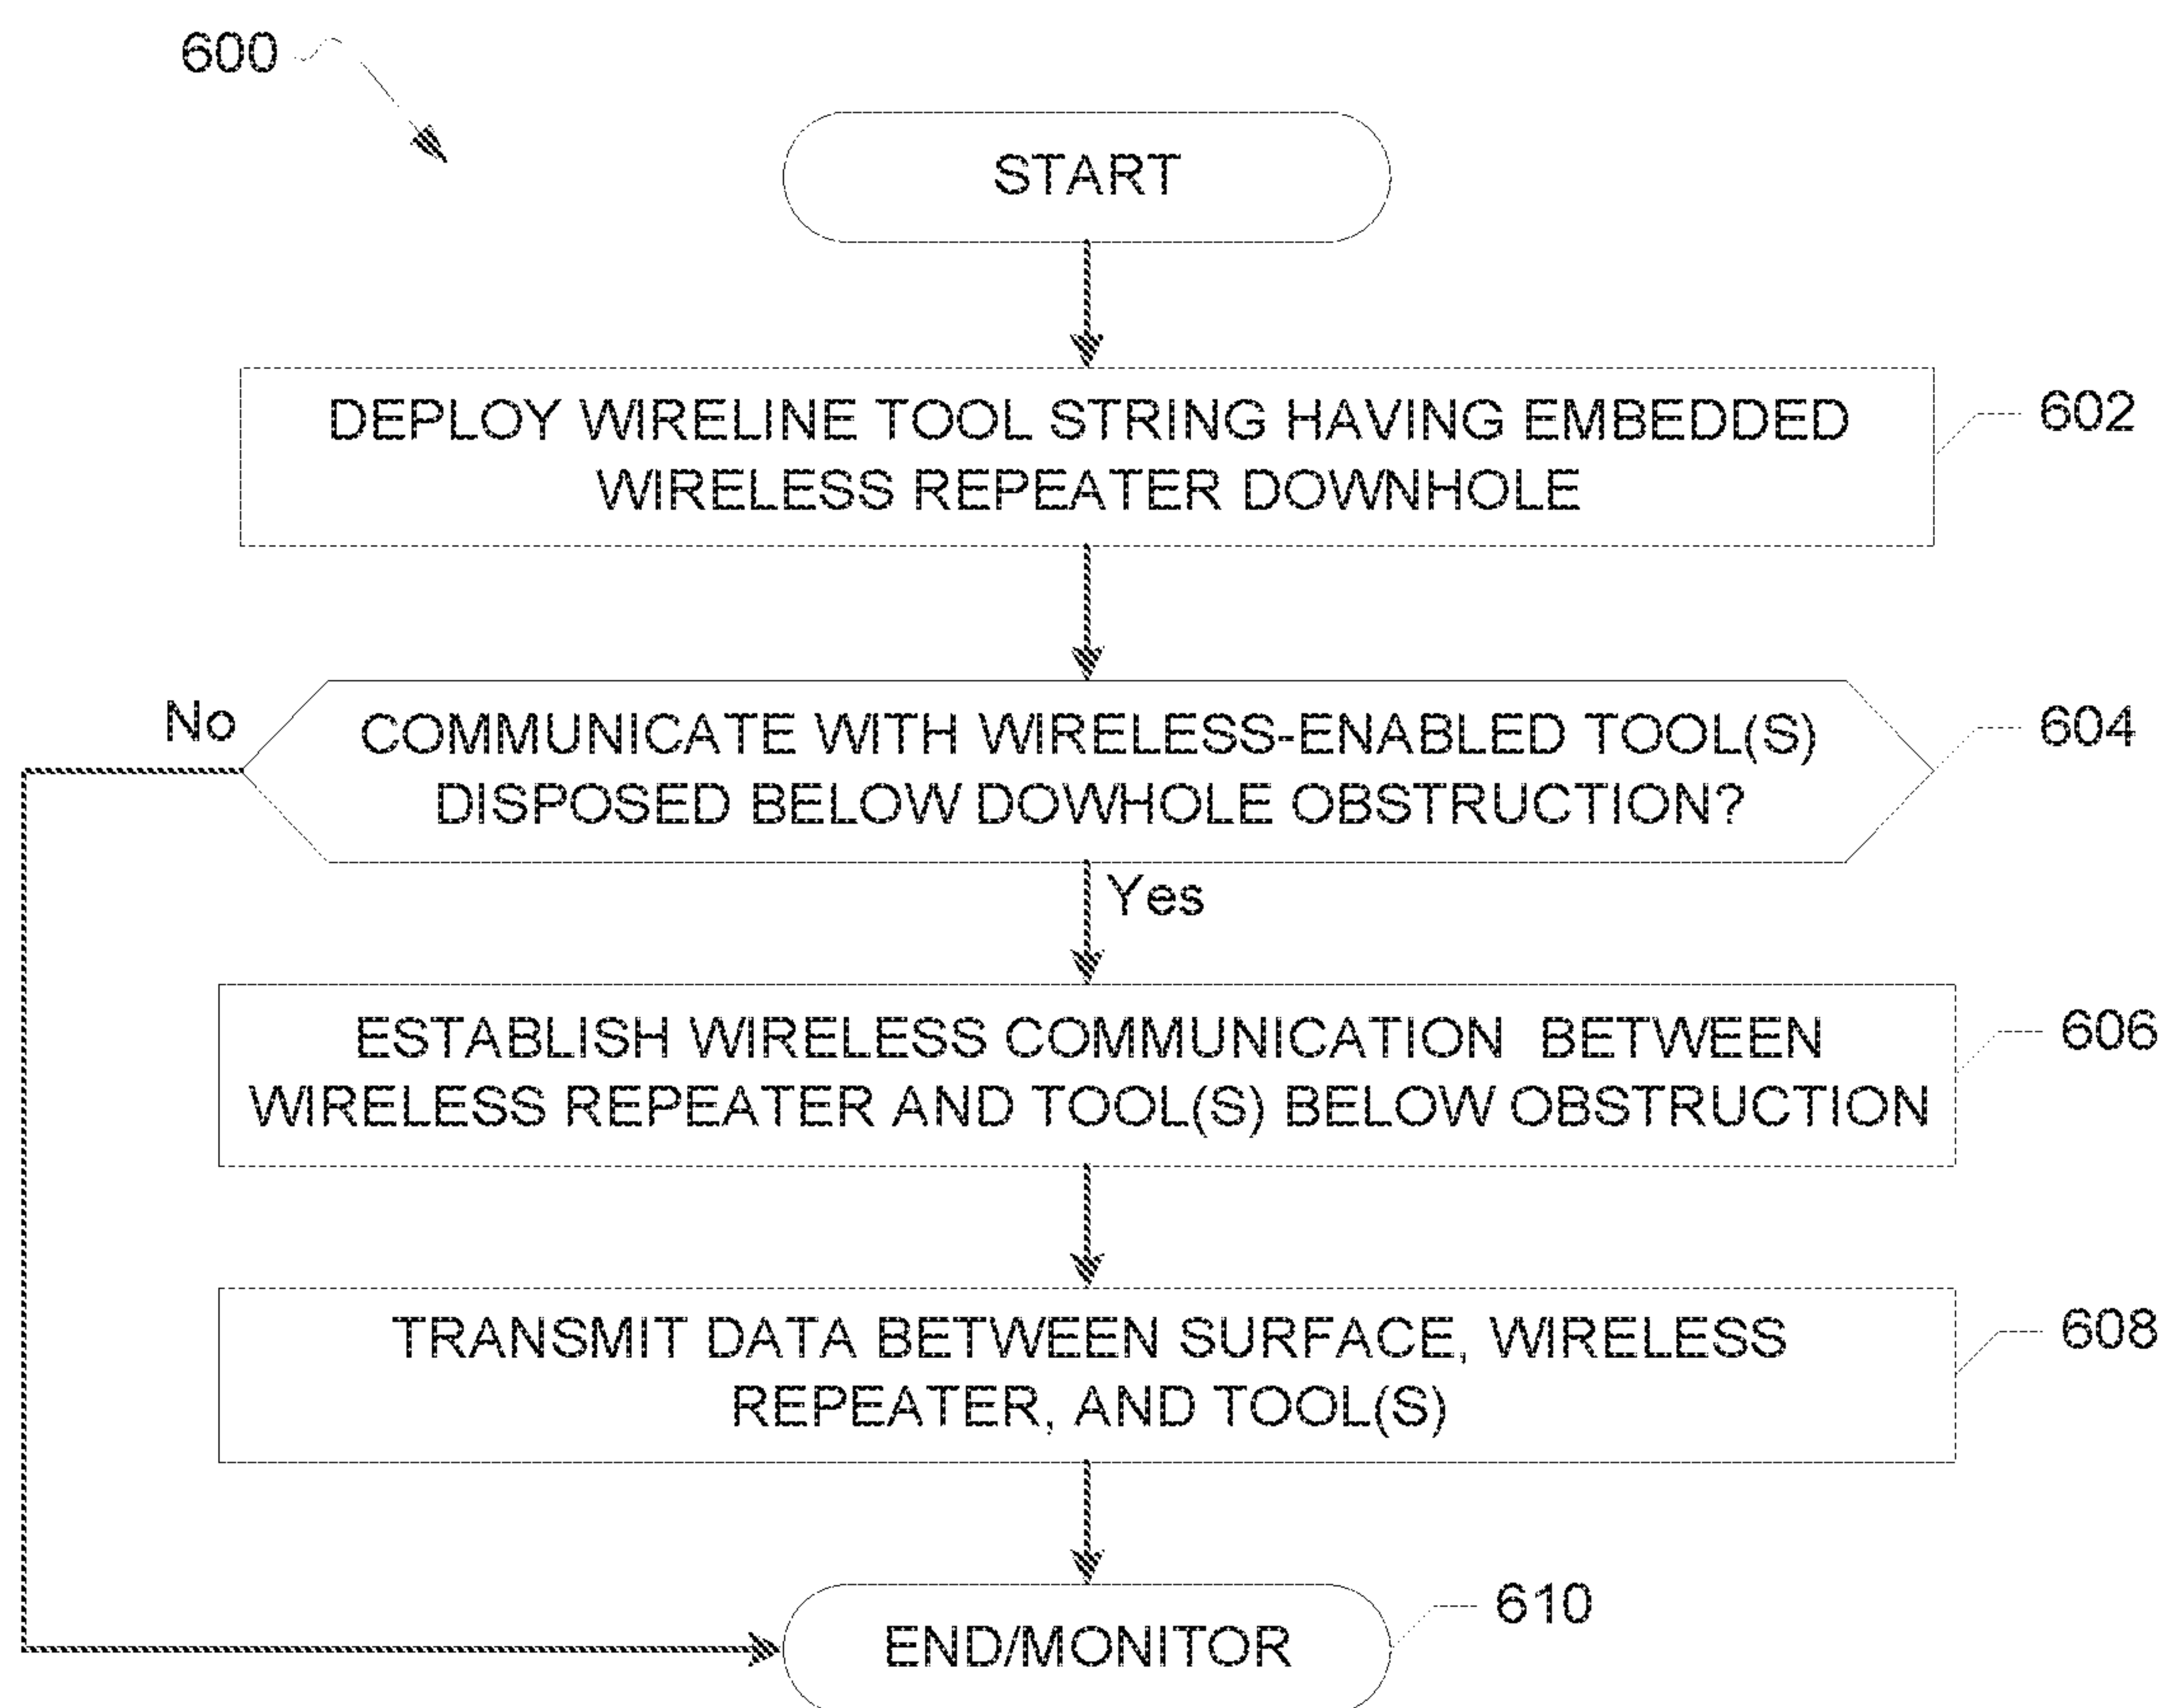 600
START
DEPLOY WIRELINE TOOL STRING HAVING EMBEDDED
WIRELESS REPEATER DOWNHOLE
602
No
COMMUNICATE WITH WIRELESS-ENABLED TOOL(S)
DISPOSED BELOW DOWHOLE OBSTRUCTION?
604
Yes
ESTABLISH WIRELESS COMMUNICATION BETWEEN
WIRELESS REPEATER AND TOOL(S) BELOW OBSTRUCTION
606
TRANSMIT DATA BETWEEN SURFACE, WIRELESS
REPEATER, AND TOOL(S)
608
END/MONITOR
610